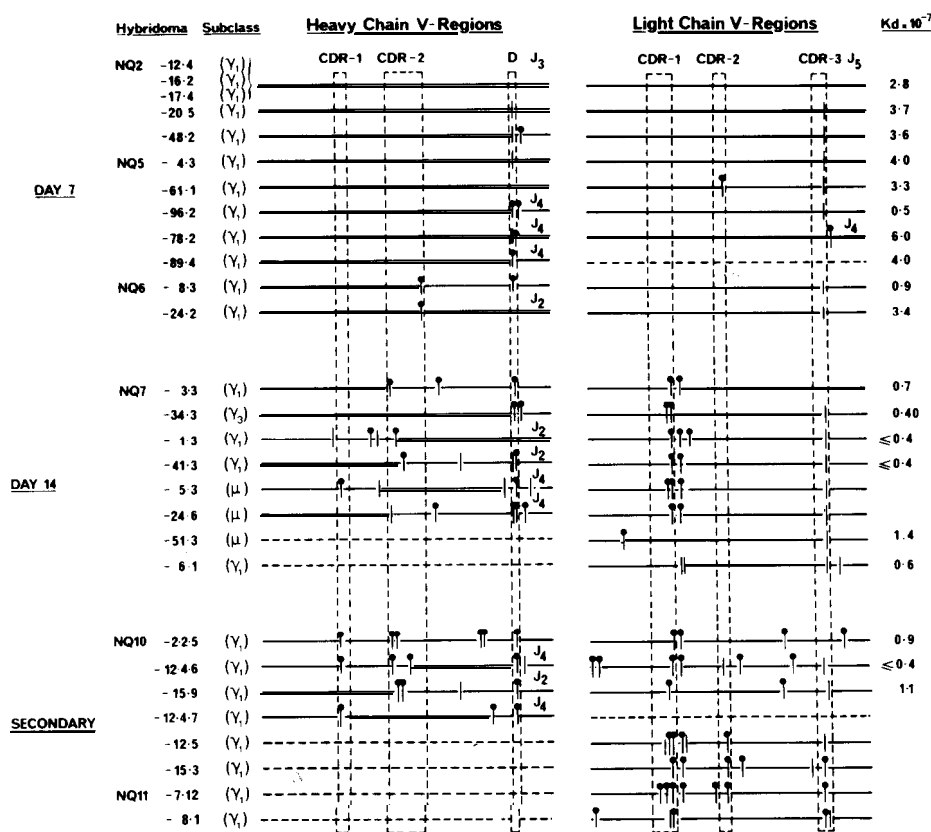 Hybridoma Subclass Heavy Chain V-Regions Light Chain V-Regions Kd.10⁻⁷
CDR-1 CDR-2 D J₃ CDR-1 CDR-2 CDR-3 J₅
NQ2 -12·4 (γ₁)
-16·2 (γ₁) 2·8
-17·4 (γ₁)
-20·5 (γ₁) 3·7
-48·2 (γ₁) 3·6
NQ5 - 4·3 (γ₁) 4·0
DAY 7
-61·1 (γ₁) 3·3
-96·2 (γ₁) J₄ 0·5
-78·2 (γ₁) J₄ J₄ 6·0
-89·4 (γ₁) J₄ 4·0
NQ6 - 8·3 (γ₁) 0·9
-24·2 (γ₁) J₂ 3·4
NQ7 - 3·3 (γ₁) 0·7
-34·3 (γ₃) 0·40
- 1·3 (γ₁) J₂ ≤0·4
-41·3 (γ₁) J₂ ≤0·4
DAY 14
- 5·3 (μ) J₄
-24·6 (μ) J₄
-51·3 (μ) 1·4
- 6·1 (γ₁) 0·6
NQ10 -2·2·5 (γ₁) 0·9
-12·4·6 (γ₁) J₄ ≤0·4
-15·9 (γ₁) J₂ 1·1
SECONDARY
-12·4·7 (γ₁) J₄
-12·5 (γ₁)
-15·3 (γ₁)
NQ11 -7·12 (γ₁)
- 8·1 (γ₁)